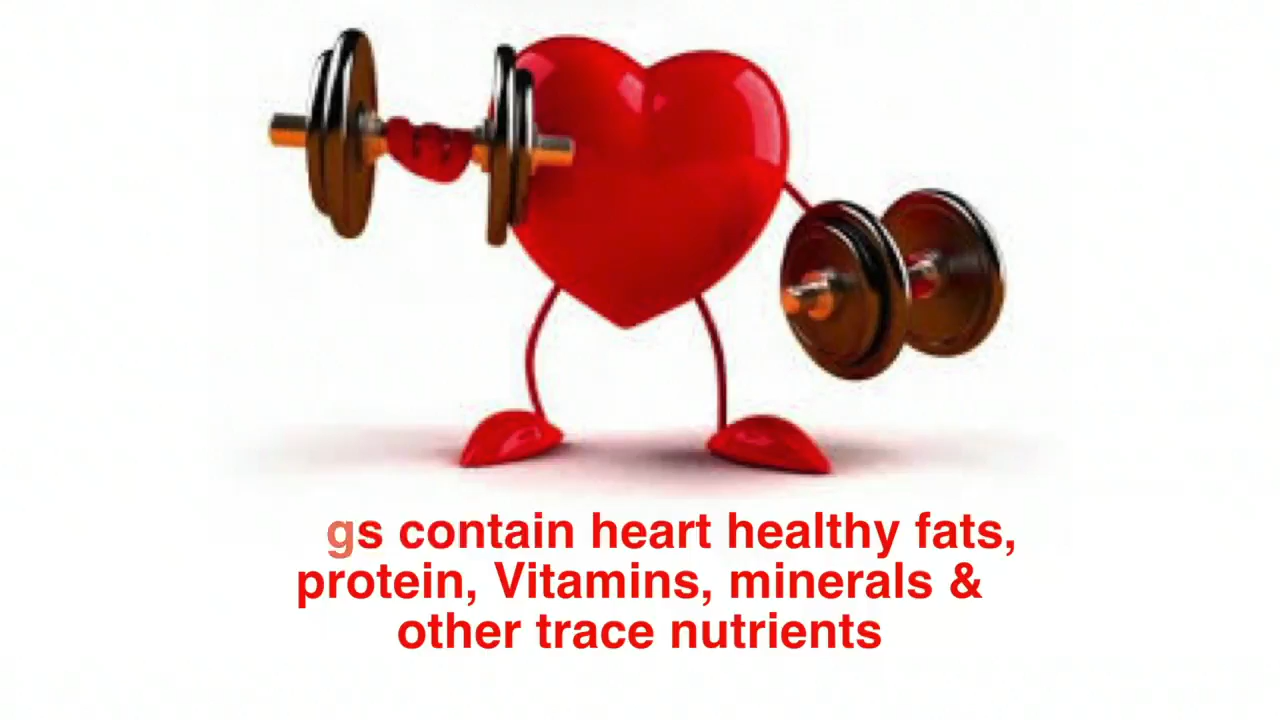 gs contain heart healthy fats,
protein, Vitamins, minerals &
other trace nutrients